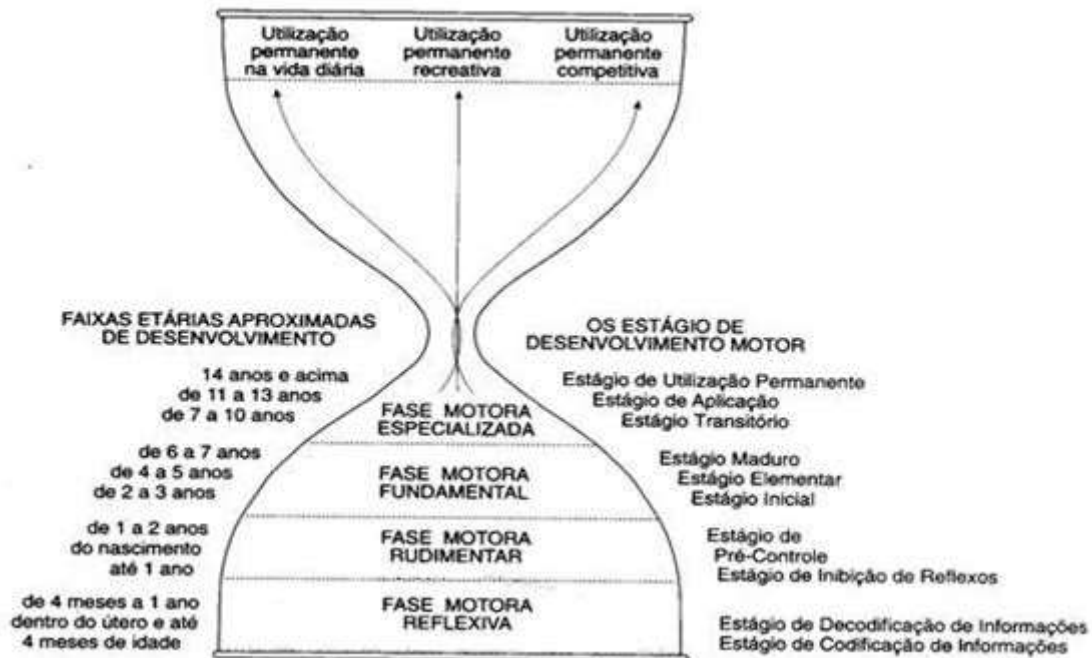 Utilização permanente na vida diária
Utilização permanente recreativa
Utilização permanente competitiva
FAIXAS ETÁRIAS APROXIMADAS
DE DESENVOLVIMENTO
OS ESTÁGIO DE
DESENVOLVIMENTO MOTOR
14 anos e acima
de 11 a 13 anos
de 7 a 10 anos
FASE MOTORA
ESPECIALIZADA
Estágio de Utilização Permanente
Estágio de Aplicação
Estágio Transitório
de 6 a 7 anos
de 4 a 5 anos
de 2 a 3 anos
FASE MOTORA
FUNDAMENTAL
Estágio Maduro
Estágio Elementar
Estágio Inicial
de 1 a 2 anos
do nascimento
até 1 ano
FASE MOTORA
RUDIMENTAR
Estágio de
Pré-Controle
Estágio de Inibição de Reflexos
de 4 meses a 1 ano
dentro do útero e até
4 meses de idade
FASE MOTORA
REFLEXIVA
Estágio de Decodificação de Informações
Estágio de Codificação de Informações